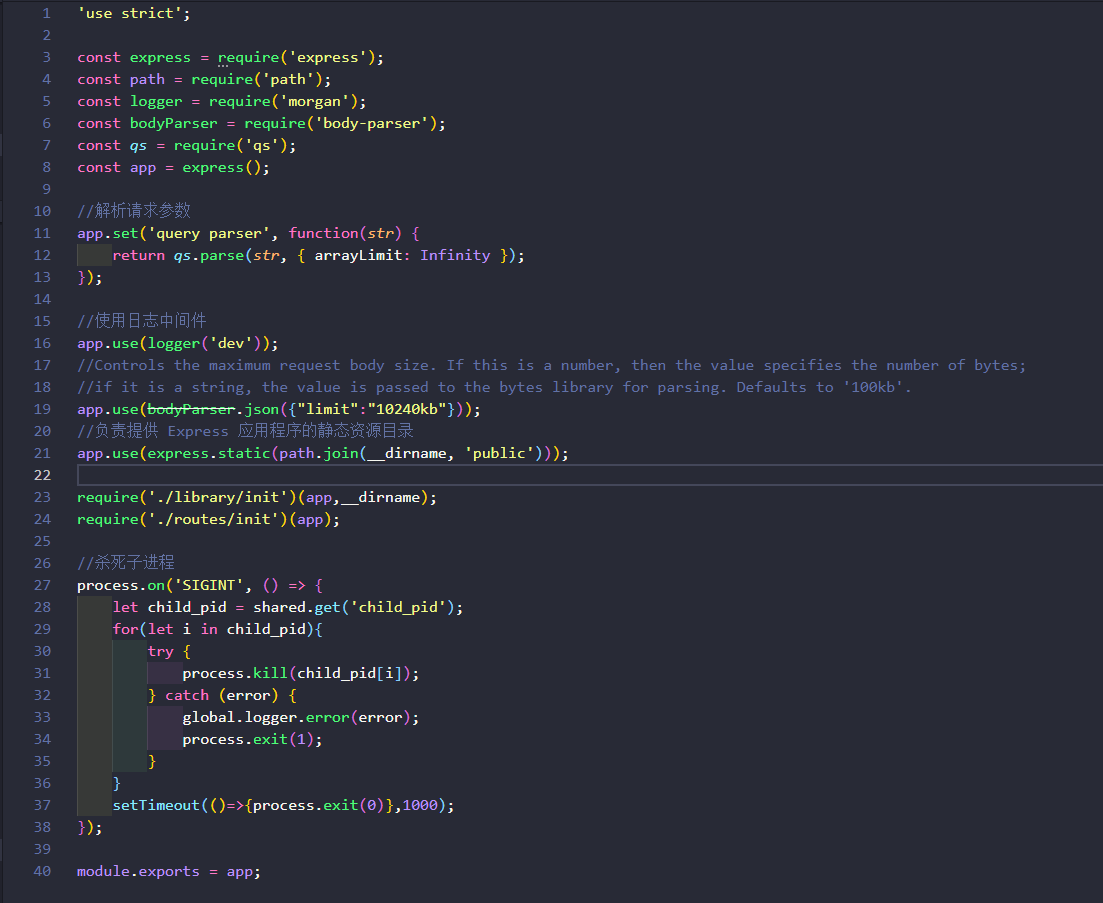 1 'use strict';
2
3 const express = require('express');
4 const path = require('path');
5 const logger = require('morgan');
6 const bodyParser = require('body-parser');
7 const qs = require('qs');
8 const app = express();
9
10 //解析请求参数
11 app.set('query parser', function(str) {
12     return qs.parse(str, { arrayLimit: Infinity });
13 });
14
15 //使用日志中间件
16 app.use(logger('dev'));
17 //Controls the maximum request body size. If this is a number, then the value specifies the number of bytes;
18 //if it is a string, the value is passed to the bytes library for parsing. Defaults to '100kb'.
19 app.use(bodyParser.json({"limit":"10240kb"}));
20 //负责提供 Express 应用程序的静态资源目录
21 app.use(express.static(path.join(__dirname, 'public')));
22
23 require('./library/init')(app,__dirname);
24 require('./routes/init')(app);
25
26 //杀死子进程
27 process.on('SIGINT', () => {
28     let child_pid = shared.get('child_pid');
29     for(let i in child_pid){
30         try {
31             process.kill(child_pid[i]);
32         } catch (error) {
33             global.logger.error(error);
34             process.exit(1);
35         }
36     }
37     setTimeout(()=>{process.exit(0)},1000);
38 });
39
40 module.exports = app;